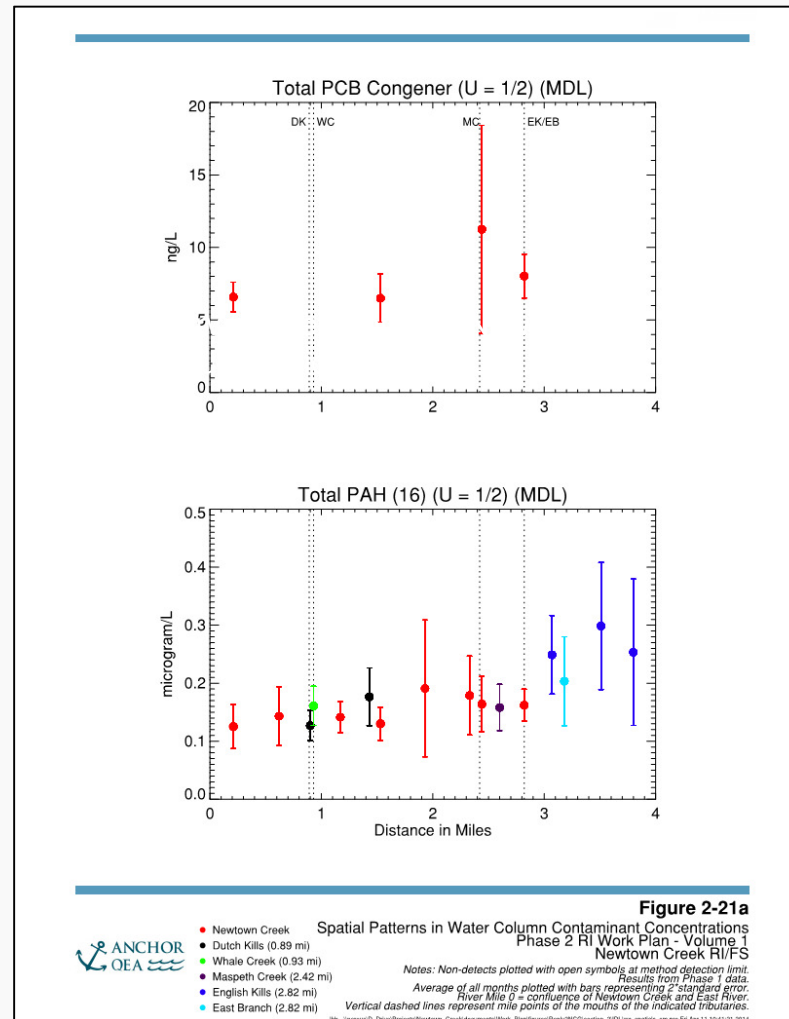 Total PCB Congener (U = 1/2) (MDL)
20
15
10
5
0
ng/L
DK
WC
MC
EK/EB
0 1 2 3 4
Total PAH (16) (U = 1/2) (MDL)
0.5
0.4
0.3
0.2
0.1
0.0
microgram/L
0 1 2 3 4
Distance in Miles
Figure 2-21a
Spatial Patterns in Water Column Contaminant Concentrations
Phase 2 RI Work Plan - Volume 1
Newtown Creek RI/FS
Notes: Non-detects plotted with open symbols at method detection limit.
Results from Phase 1 data.
Average of all months plotted with bars representing 2*standard error.
River Mile 0 = confluence of Newtown Creek and East River.
Vertical dashed lines represent mile points of the mouths of the indicated tributaries.
ANCHOR
QEA
Newtown Creek
Dutch Kills (0.89 mi)
Whale Creek (0.93 mi)
Maspeth Creek (2.42 mi)
English Kills (2.82 mi)
East Branch (2.82 mi)